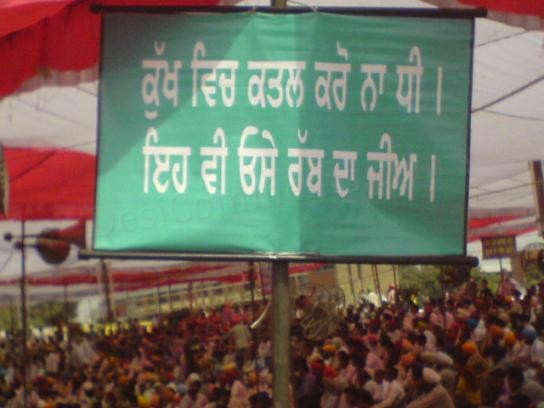 ਕੁੱਖ ਵਿਚ ਕਤਲ ਕਰੋ ਨਾ ਧੀ ।
ਇਹ ਵੀ ਓਸੇ ਰੱਬ ਦਾ ਜੀਅ ।